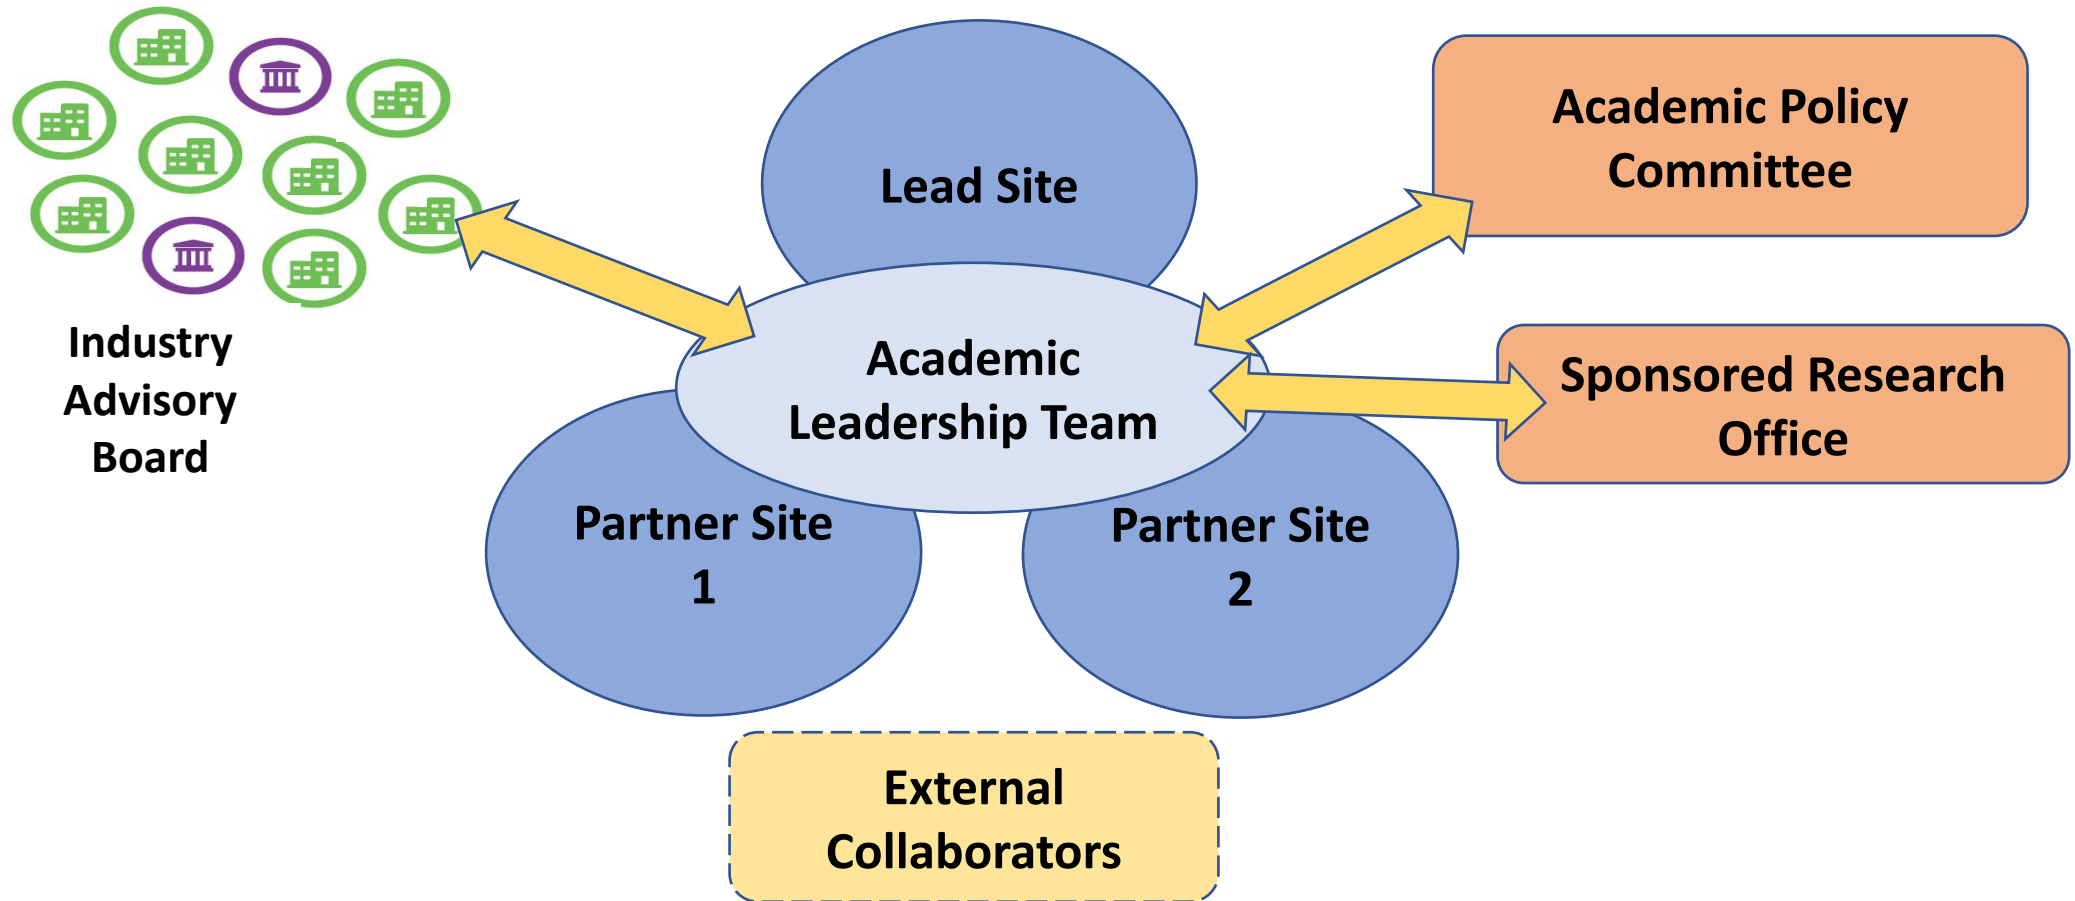 Lead Site
Academic Policy
Committee
Industry
Advisory
Board
Academic
Leadership Team
Sponsored Research
Office
Partner Site
1
Partner Site
2
External
Collaborators